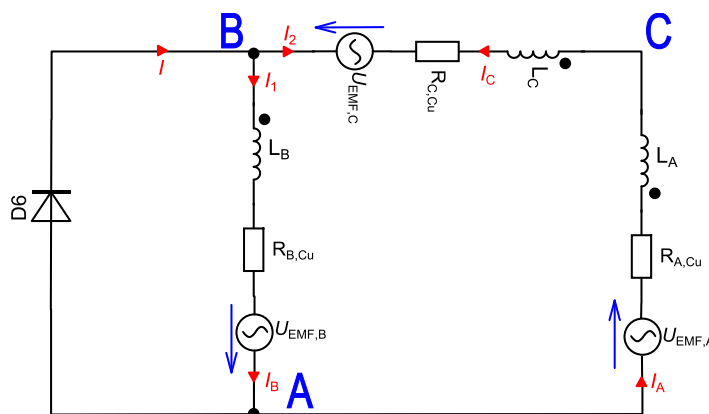 B
C
I
I2
I1
UEMF,C
RC,Cu
IC
LC
LB
LA
D6
RB,Cu
RA,Cu
UEMF,B
UEMF,A
IB
A
IA